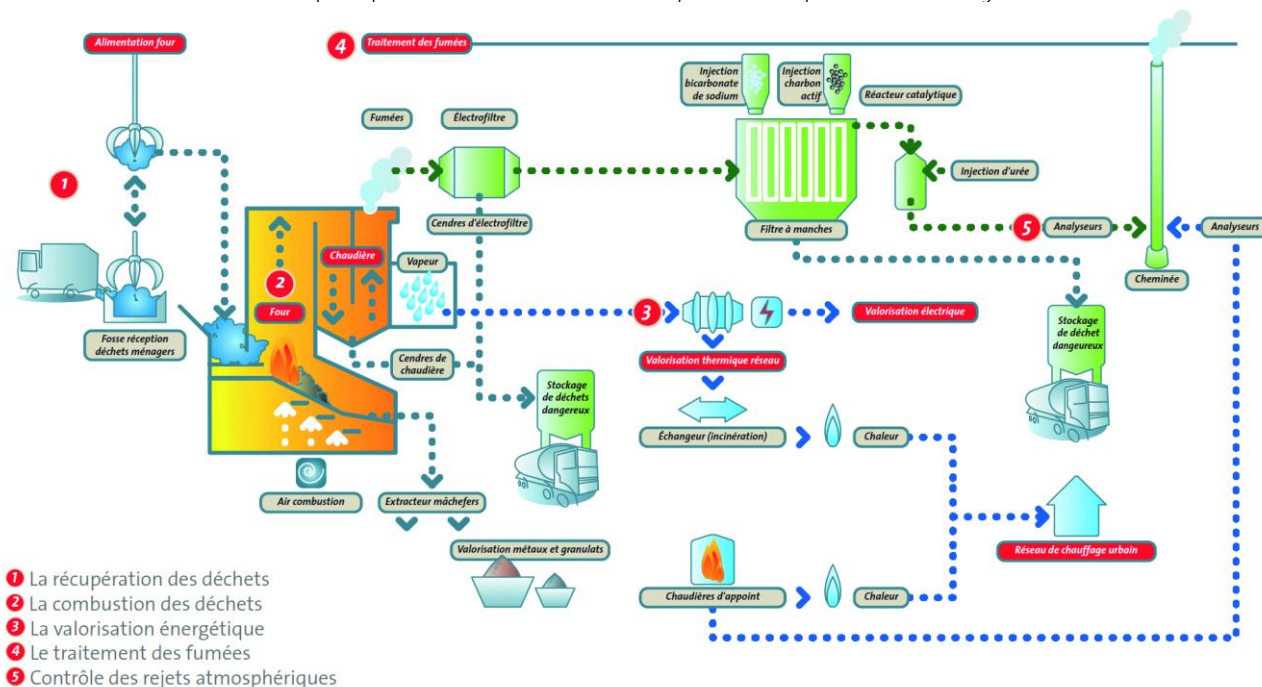 Alimentation four
4
Traitement des fumées
Injection
bicarbonate
de sodium
Injection
charbon
actif
Réacteur catalytique
Fumées
Électrofiltre
1
Injection d'urée
Cendres d'électrofiltre
Filtre à manches
5
Analyseurs
Analyseurs
Chaudière
Vapeur
2
Four
Cheminée
3
Valorisation électrique
Fosse réception
déchets ménagers
Cendres de
chaudière
Valorisation thermique réseau
Stockage
de déchet
dangeureux
Stockage
de déchets
dangereux
Échangeur (incinération)
Chaleur
Air combustion
Extracteur mâchefers
Valorisation métaux et granulats
Réseau de chauffage urbain
Chaudières d'appoint
Chaleur
1 La récupération des déchets
2 La combustion des déchets
3 La valorisation énergétique
4 Le traitement des fumées
5 Contrôle des rejets atmosphériques